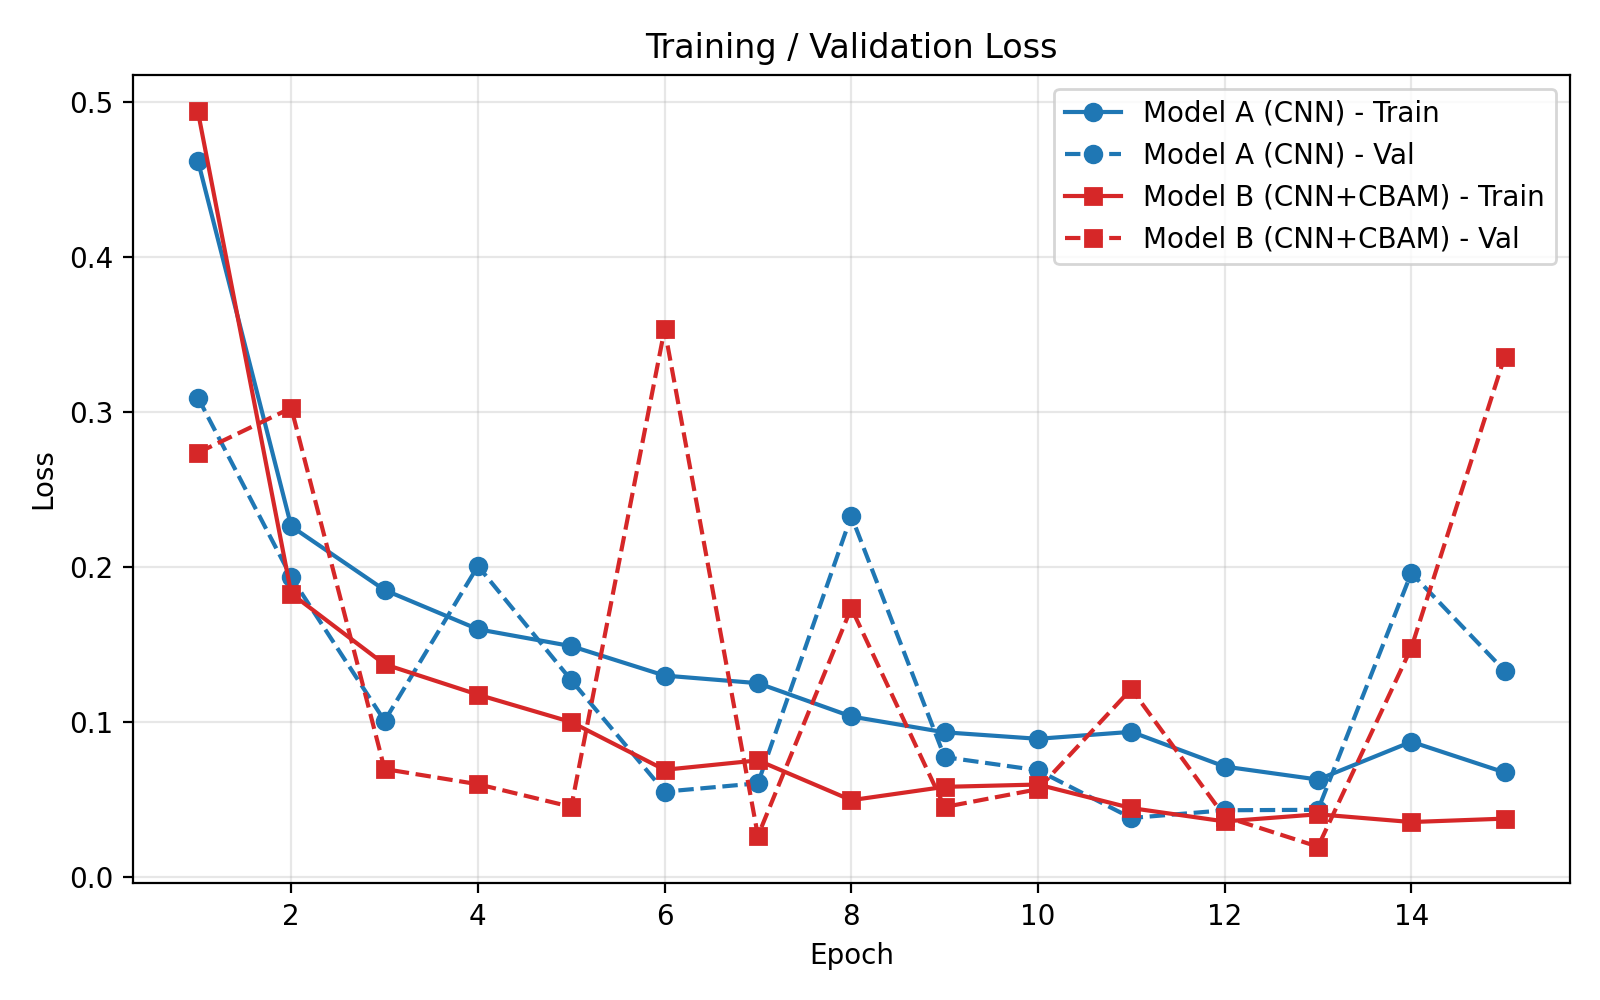 Training / Validation Loss
Model A (CNN) - Train
Model A (CNN) - Val
Model B (CNN+CBAM) - Train
Model B (CNN+CBAM) - Val
Loss
0.5
0.4
0.3
0.2
0.1
0.0
2 4 6 8 10 12 14
Epoch